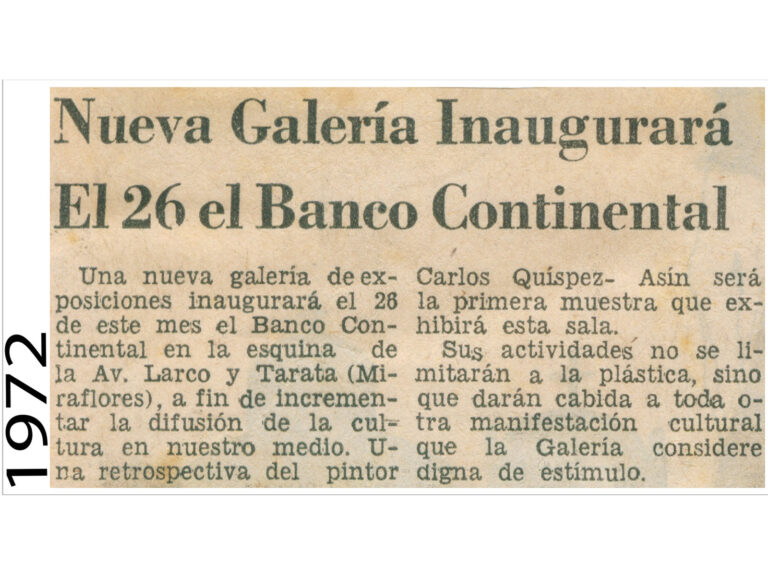 Nueva Galería Inaugurará
El 26 el Banco Continental
Una nueva galería de ex-
posiciones inaugurará el 26
de este mes el Banco Con-
tinental en la esquina de
la Av. Larco y Tarata (Mi-
raflores), a fin de incremen-
tar la difusión de la cul-
tura en nuestro medio. U-
na retrospectiva del pintor
Carlos Quíspez- Asín será
la primera muestra que ex-
hibirá esta sala.
Sus actividades no se li-
mitarán a la plástica, sino
que darán cabida a toda o-
tra manifestación cultural
que la Galería considere
digna de estímulo.
1972